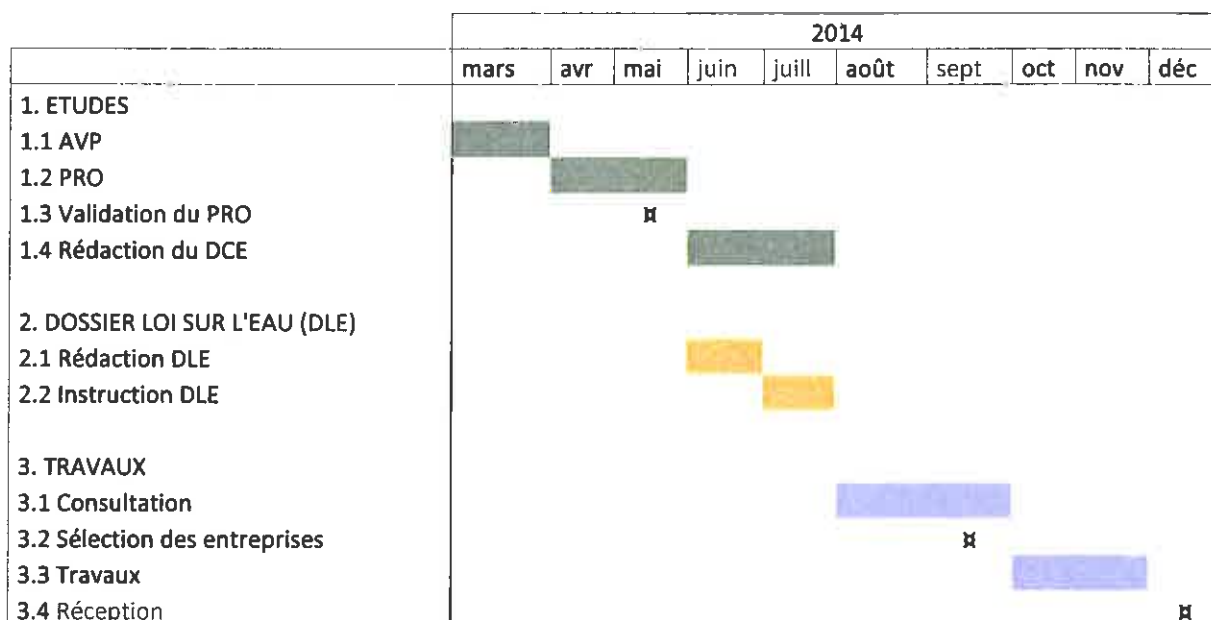 2014
mars avr mai juin juill août sept oct nov déc
1. ETUDES
1.1 AVP
1.2 PRO
1.3 Validation du PRO ¤
1.4 Rédaction du DCE
2. DOSSIER LOI SUR L'EAU (DLE)
2.1 Rédaction DLE
2.2 Instruction DLE
3. TRAVAUX
3.1 Consultation
3.2 Sélection des entreprises ¤
3.3 Travaux
3.4 Réception ¤